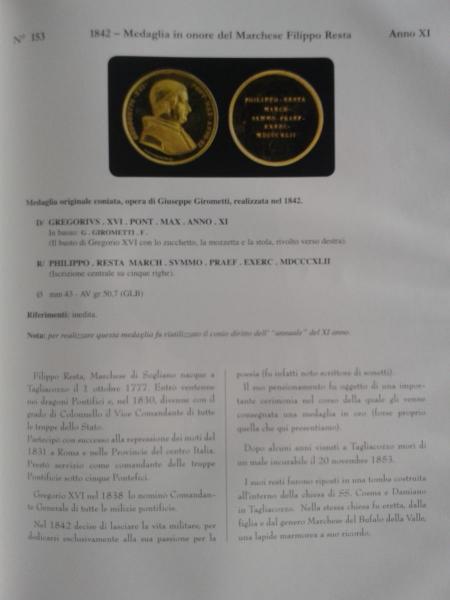 N° 153
1842 – Medaglia in onore del Marchese Filippo Resta
Anno XI
PHILIPPO · RESTA
MARCH ·
SVMMO · PRAEF ·
EXERC ·
MDCCCXLII
Medaglia originale coniata, opera di Giuseppe Girometti, realizzata nel 1842.
D/ GREGORIVS . XVI . PONT . MAX . ANNO . XI
In basso: G . GIROMETTI . F .
(Il busto di Gregorio XVI con lo zucchetto, la mozzetta e la stola, rivolto verso destra).
R/ PHILIPPO . RESTA MARCH . SVMMO . PRAEF . EXERC . MDCCCXLII
(Iscrizione centrale su cinque righe).
Ø mm 43 - AV gr 50,7 (GLB)
Riferimenti: inedita.
Nota: per realizzare questa medaglia fu riutilizzato il conio diritto dell' "annuale" del XI anno.
Filippo Resta, Marchese di Sogliano nacque a
Tagliacozzo il 1 ottobre 1777. Entrò ventenne
nei dragoni Pontifici e, nel 1830, divenne con il
grado di Colonnello il Vice Comandante di tutte
le truppe dello Stato.
Partecipò con successo alla repressione dei moti del
1831 a Roma e nelle Provincie del centro Italia.
Prestò servizio come comandante delle truppe
Pontificie sotto cinque Pontefici.
Gregorio XVI nel 1838 lo nominò Comandan-
te Generale di tutte le milizie pontificie.
Nel 1842 decise di lasciare la vita militare, per
dedicarsi esclusivamente alla sua passione per la
poesia (fu infatti noto scrittore di sonetti).
Il suo pensionamento fu oggetto di una impor-
tante cerimonia nel corso della quale gli venne
consegnata una medaglia in oro (forse proprio
quella che qui presentiamo).
Dopo alcuni anni vissuti a Tagliacozzo morì di
un male incurabile il 20 novembre 1853.
I suoi resti furono riposti in una tomba costruita
all'interno della chiesa di SS. Cosma e Damiano
in Tagliacozzo. Nella stessa chiesa fu eretta, dalla
figlia e dal genero Marchese del Bufalo della Valle,
una lapide marmorea a suo ricordo.